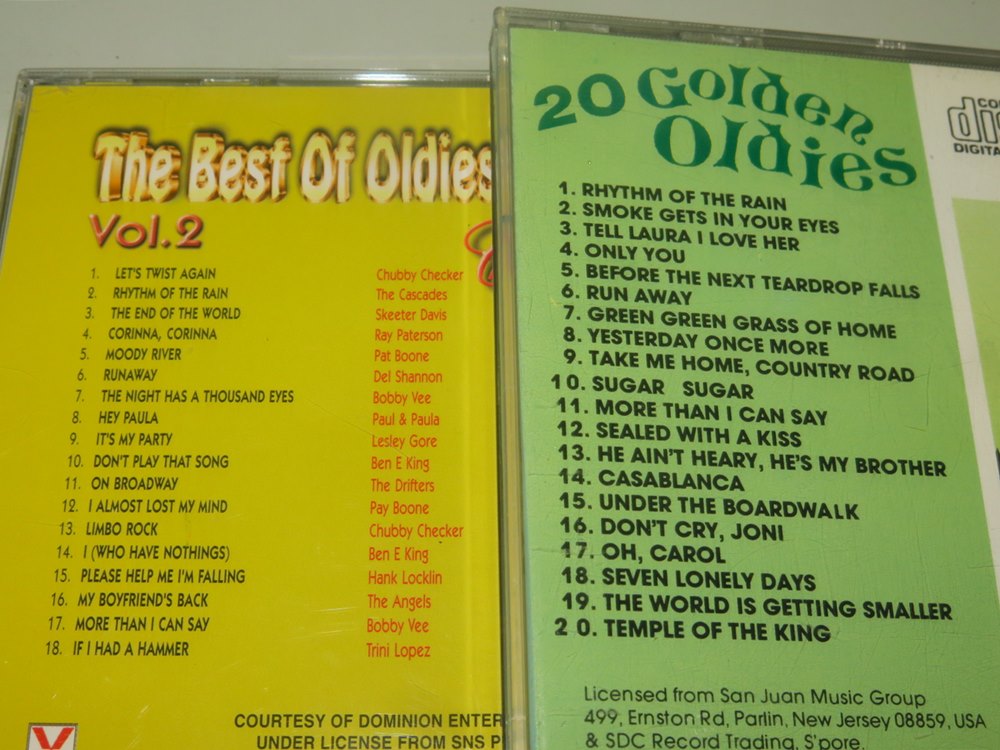 The Best Of Oldies
Vol.2
1. LET'S TWIST AGAIN Chubby Checker
2. RHYTHM OF THE RAIN The Cascades
3. THE END OF THE WORLD Skeeter Davis
4. CORINNA, CORINNA Ray Paterson
5. MOODY RIVER Pat Boone
6. RUNAWAY Del Shannon
7. THE NIGHT HAS A THOUSAND EYES Bobby Vee
8. HEY PAULA Paul & Paula
9. IT'S MY PARTY Lesley Gore
10. DON'T PLAY THAT SONG Ben E King
11. ON BROADWAY The Drifters
12. I ALMOST LOST MY MIND Pay Boone
13. LIMBO ROCK Chubby Checker
14. I (WHO HAVE NOTHINGS) Ben E King
15. PLEASE HELP ME I'M FALLING Hank Locklin
16. MY BOYFRIEND'S BACK The Angels
17. MORE THAN I CAN SAY Bobby Vee
18. IF I HAD A HAMMER Trini Lopez
COURTESY OF DOMINION ENTER
UNDER LICENSE FROM SNS P
20 Golden
Oldies
1. RHYTHM OF THE RAIN
2. SMOKE GETS IN YOUR EYES
3. TELL LAURA I LOVE HER
4. ONLY YOU
5. BEFORE THE NEXT TEARDROP FALLS
6. RUN AWAY
7. GREEN GREEN GRASS OF HOME
8. YESTERDAY ONCE MORE
9. TAKE ME HOME, COUNTRY ROAD
10. SUGAR SUGAR
11. MORE THAN I CAN SAY
12. SEALED WITH A KISS
13. HE AIN'T HEARY, HE'S MY BROTHER
14. CASABLANCA
15. UNDER THE BOARDWALK
16. DON'T CRY, JONI
17. OH, CAROL
18. SEVEN LONELY DAYS
19. THE WORLD IS GETTING SMALLER
20. TEMPLE OF THE KING
Licensed from San Juan Music Group
499, Ernston Rd, Parlin, New Jersey 08859, USA
& SDC Record Trading, S'pore.
CO
di
DIGITA